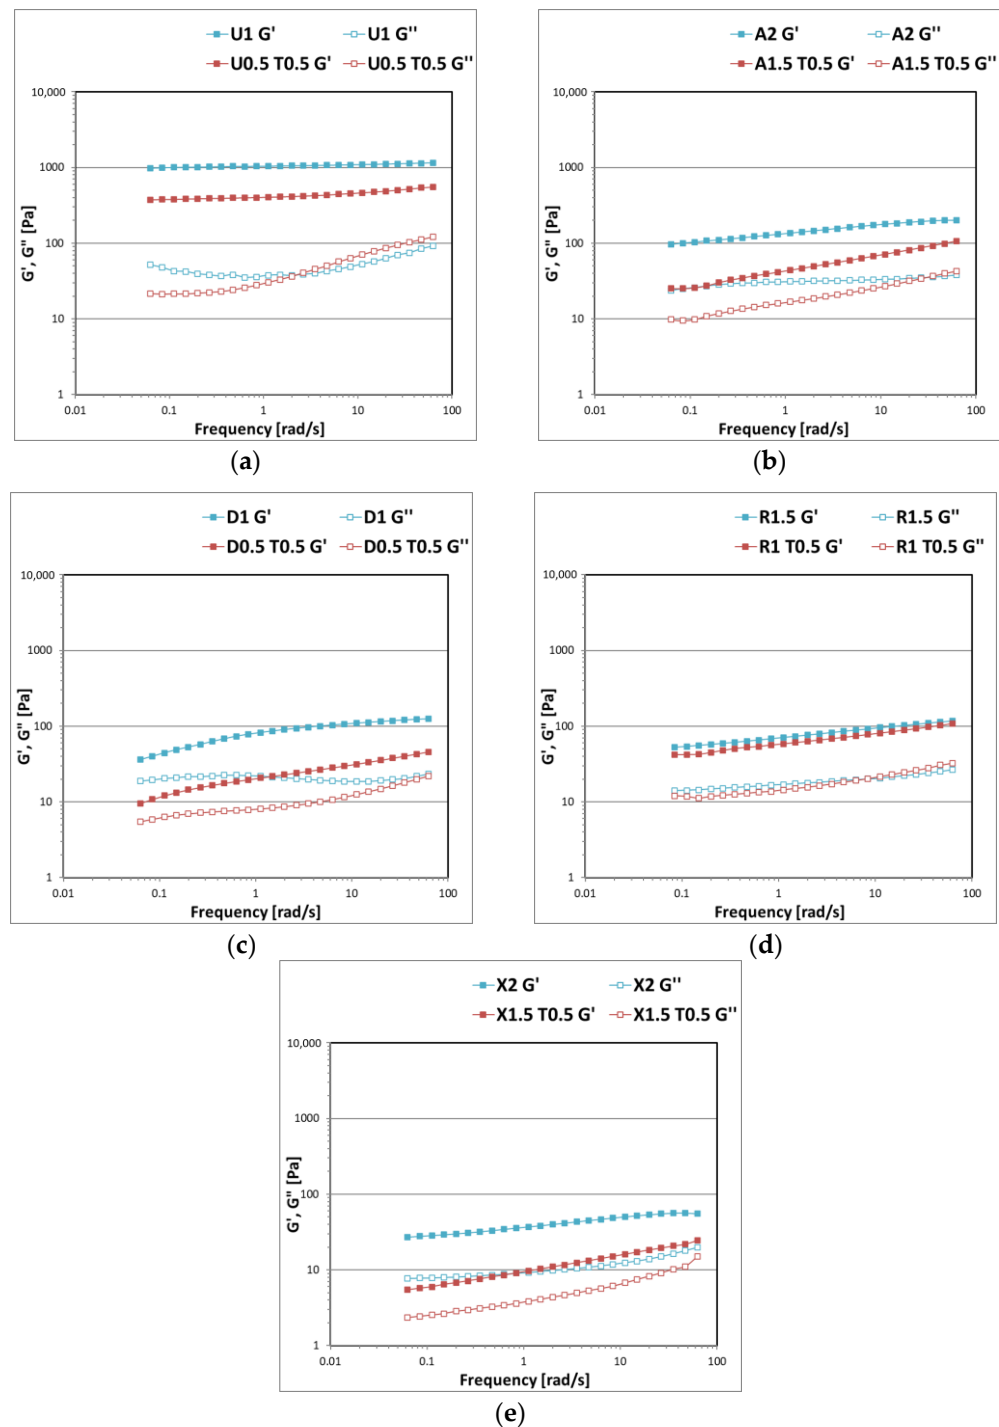 U1 G' U1 G''
U0.5 T0.5 G' U0.5 T0.5 G''
10,000
1000
100
10
1
G', G'' [Pa]
0.01 0.1 1 10 100
Frequency [rad/s]
(a)
A2 G' A2 G''
A1.5 T0.5 G' A1.5 T0.5 G''
10,000
1000
100
10
1
G', G'' [Pa]
0.01 0.1 1 10 100
Frequency [rad/s]
(b)
D1 G' D1 G''
D0.5 T0.5 G' D0.5 T0.5 G''
10,000
1000
100
10
1
G', G'' [Pa]
0.01 0.1 1 10 100
Frequency [rad/s]
(c)
R1.5 G' R1.5 G''
R1 T0.5 G' R1 T0.5 G''
10,000
1000
100
10
1
G', G'' [Pa]
0.01 0.1 1 10 100
Frequency [rad/s]
(d)
X2 G' X2 G''
X1.5 T0.5 G' X1.5 T0.5 G''
10,000
1000
100
10
1
G', G'' [Pa]
0.01 0.1 1 10 100
Frequency [rad/s]
(e)